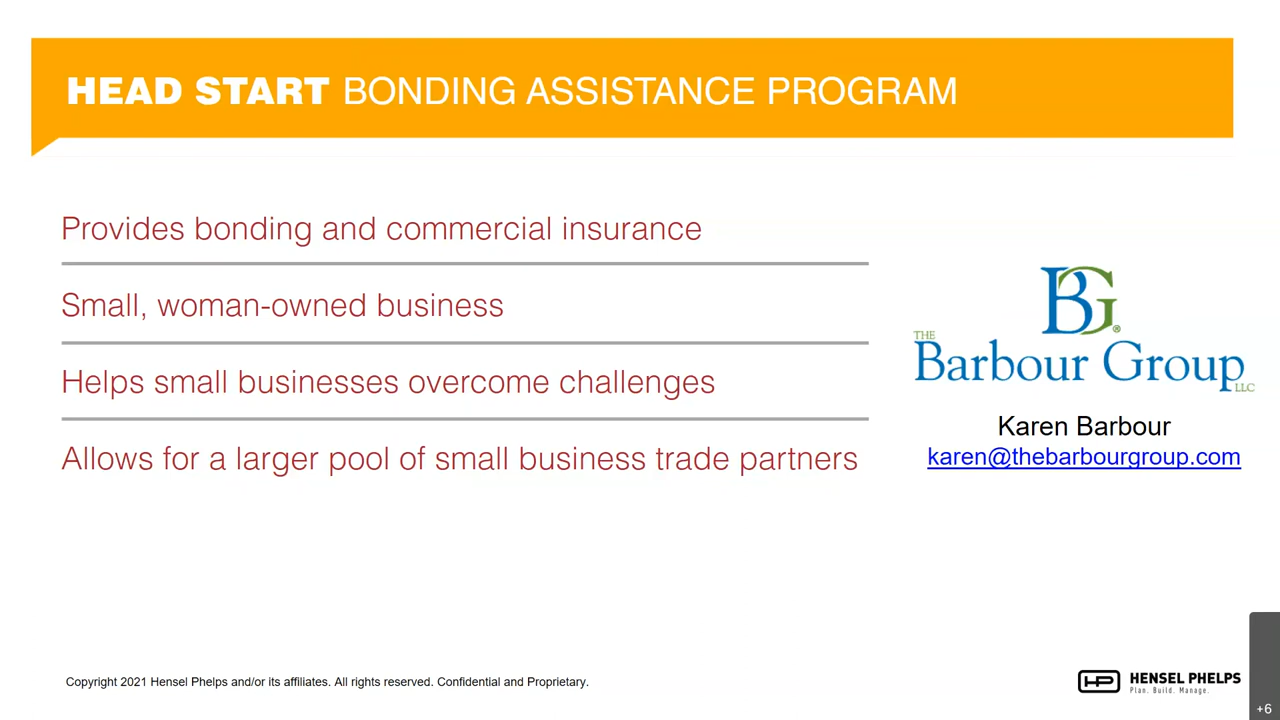 HEAD START BONDING ASSISTANCE PROGRAM
Provides bonding and commercial insurance
Small, woman-owned business
Helps small businesses overcome challenges
Allows for a larger pool of small business trade partners
BG®
THE
Barbour Group
LLC
Karen Barbour
karen@thebarbourgroup.com
Copyright 2021 Hensel Phelps and/or its affiliates. All rights reserved. Confidential and Proprietary.
HP
HENSEL PHELPS
Plan. Build. Manage.
+6